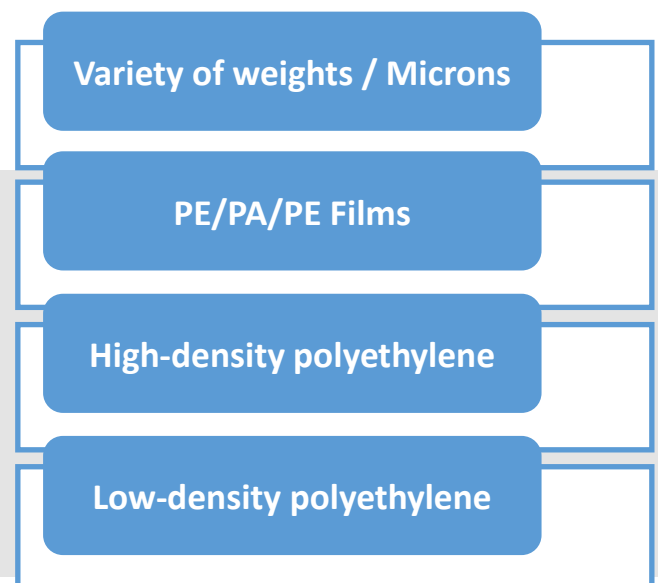 Variety of weights / Microns
PE/PA/PE Films
High-density polyethylene
Low-density polyethylene